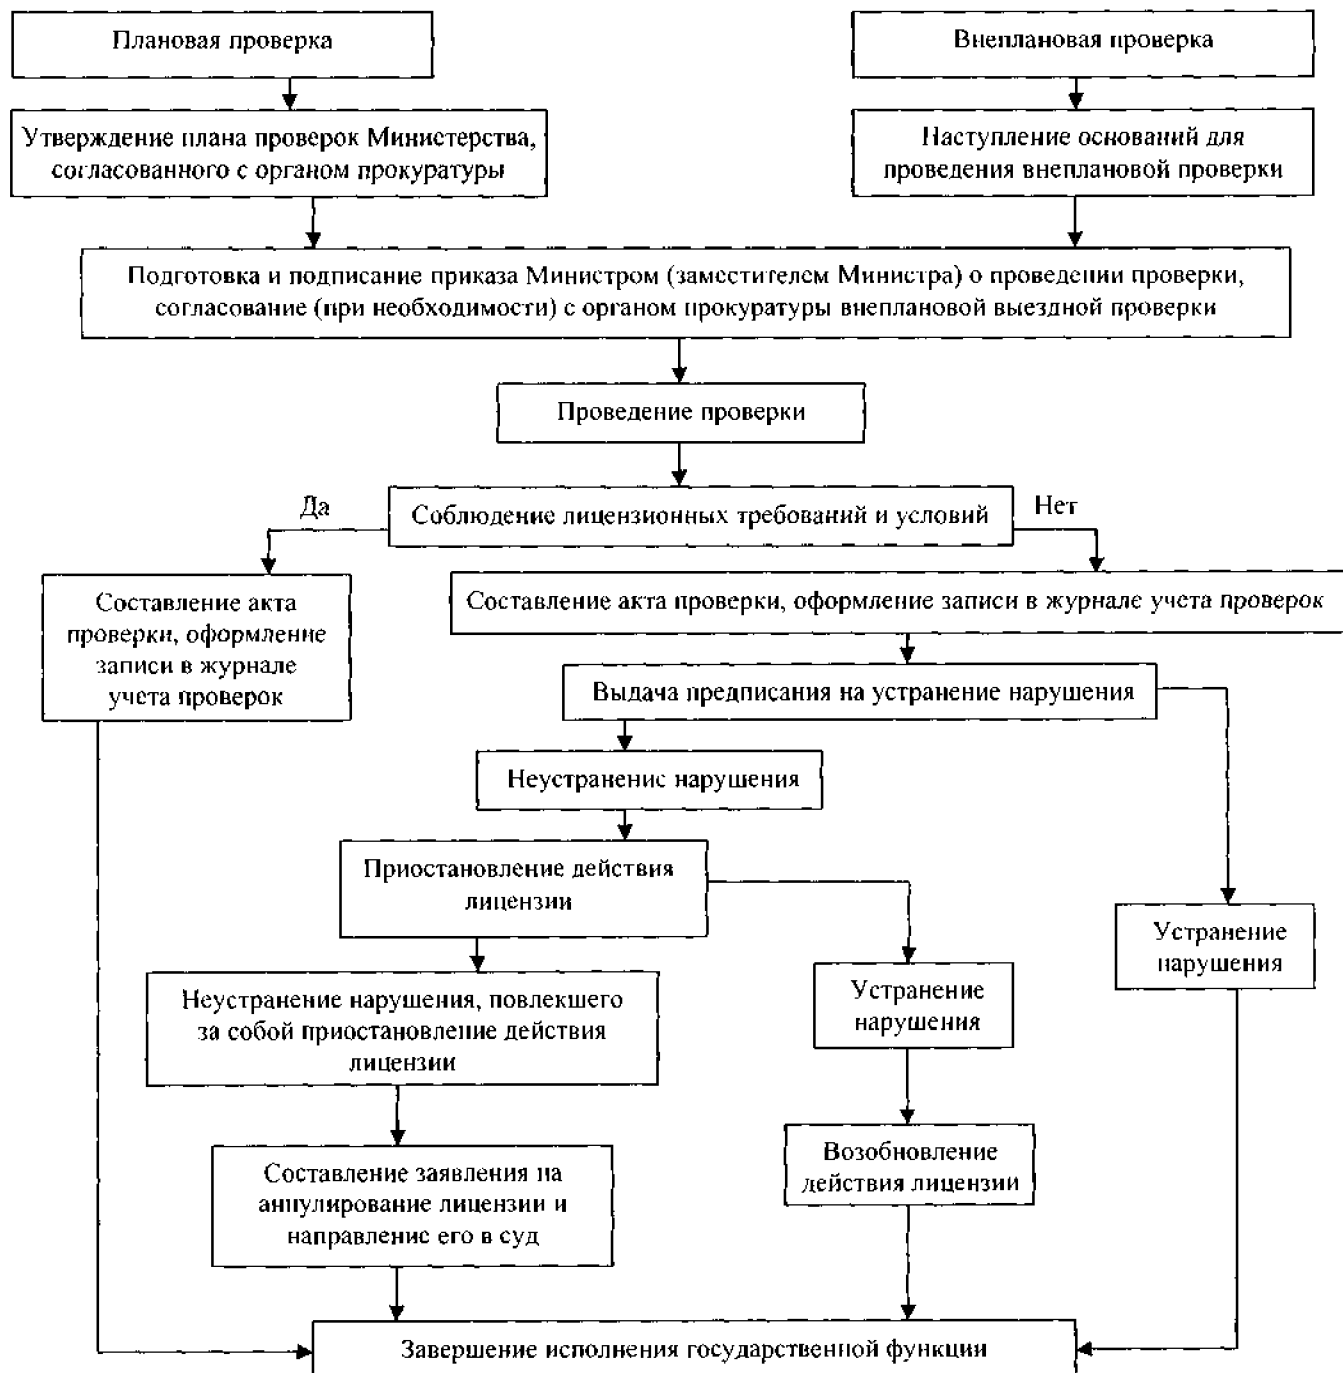 Плановая проверка
Внеплановая проверка
Утверждение плана проверок Министерства,
согласованного с органом прокуратуры
Наступление оснований для
проведения внеплановой проверки
Подготовка и подписание приказа Министром (заместителем Министра) о проведении проверки,
согласование (при необходимости) с органом прокуратуры внеплановой выездной проверки
Проведение проверки
Да
Соблюдение лицензионных требований и условий
Нет
Составление акта
проверки, оформление
записи в журнале
учета проверок
Составление акта проверки, оформление записи в журнале учета проверок
Выдача предписания на устранение нарушения
Неустранение нарушения
Приостановление действия
лицензии
Устранение
нарушения
Неустранение нарушения, повлекшего
за собой приостановление действия
лицензии
Устранение
нарушения
Составление заявления на
аннулирование лицензии и
направление его в суд
Возобновление
действия лицензии
Завершение исполнения государственной функции